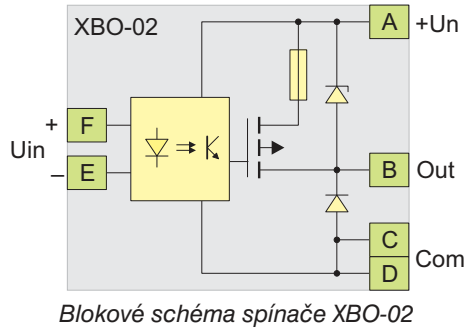 XBO-02
A +Un
+ F
Uin
– E
B Out
C
Com
D
Blokové schéma spínače XBO-02